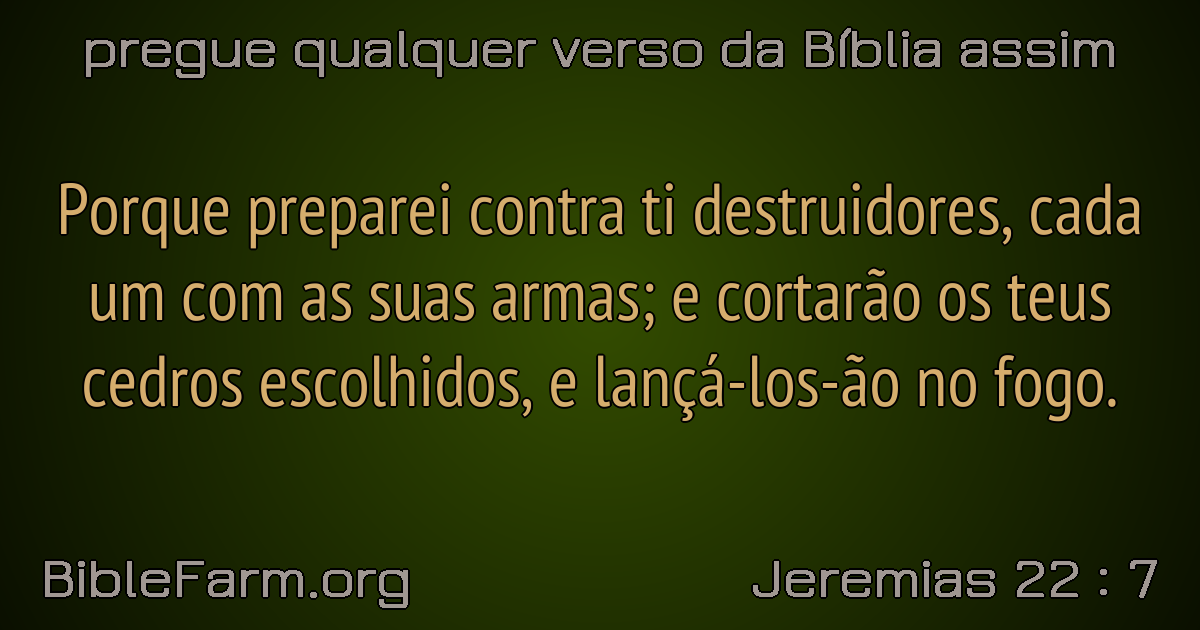 pregue qualquer verso da Bíblia assim
Porque preparei contra ti destruidores, cada
um com as suas armas; e cortarão os teus
cedros escolhidos, e lançá-los-ão no fogo.
BibleFarm.org
Jeremias 22 : 7